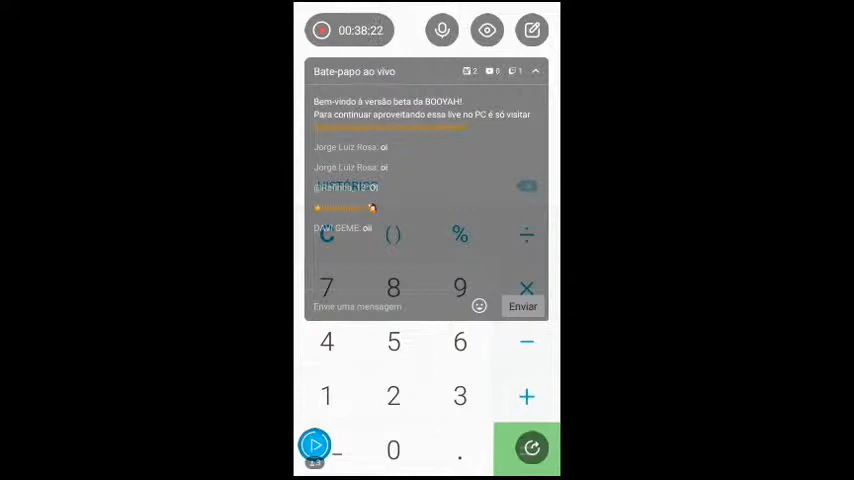 00:38:22
Bate-papo ao vivo 2 0 1
Bem-vindo à versão beta da BOOYAH!
Para continuar aproveitando essa live no PC é só visitar
Jorge Luiz Rosa: oi
Jorge Luiz Rosa: oi
HISTÓRICO
DAVI GEME: oii
C () % ÷
7 8 9 ×
Envie uma mensagem Enviar
4 5 6 −
1 2 3 +
0 .